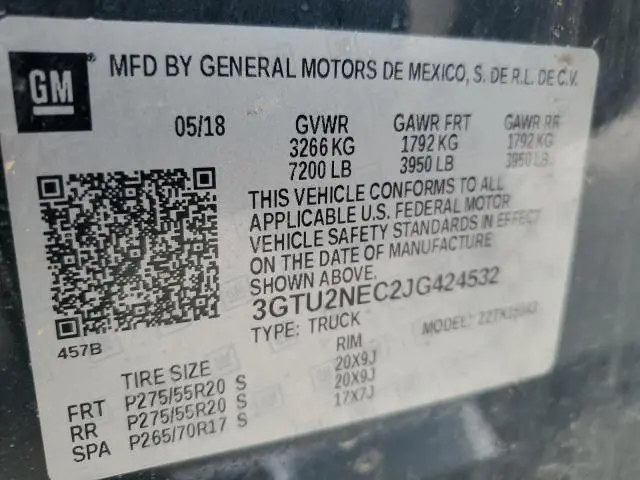 GM ® MFD BY GENERAL MOTORS DE MEXICO, S. DE R.L. DE C.V.
05/18 GVWR GAWR FRT GAWR RR
3266 KG 1792 KG 1792 KG
7200 LB 3950 LB 3950 LB
THIS VEHICLE CONFORMS TO ALL
APPLICABLE U.S. FEDERAL MOTOR
VEHICLE SAFETY STANDARDS IN EFFECT
ON THE DATE OF MANUFACTURE
SHOWN ABOVE.
3GTU2NEC2JG424532
TYPE: TRUCK MODEL:
457B
TIRE SIZE RIM
FRT P275/55R20 S 20X9J
RR P275/55R20 S 20X9J
SPA P265/70R17 S 17X7J